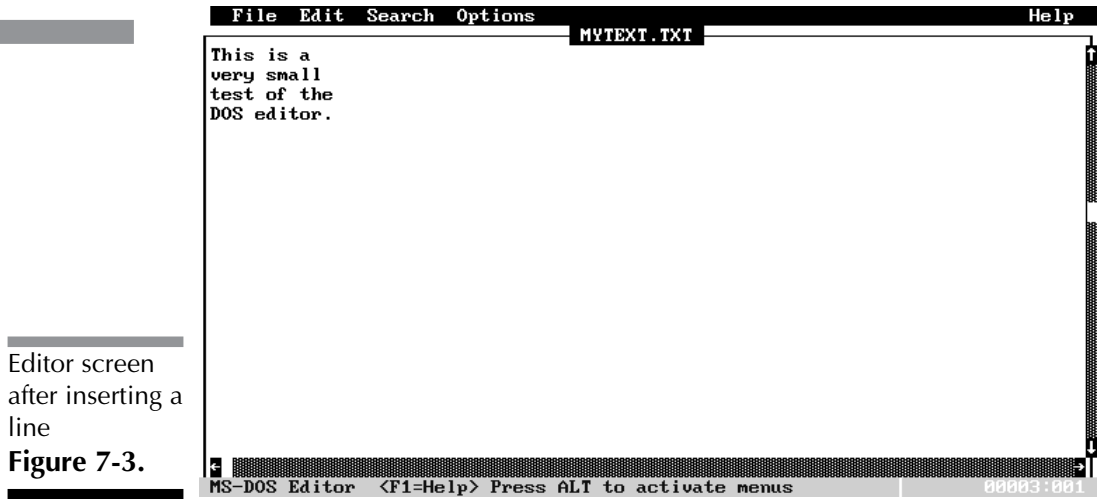 File Edit Search Options Help
MYTEXT.TXT
This is a
very small
test of the
DOS editor.
MS-DOS Editor <F1=Help> Press ALT to activate menus 00003:001
Editor screen
after inserting a
line
Figure 7-3.